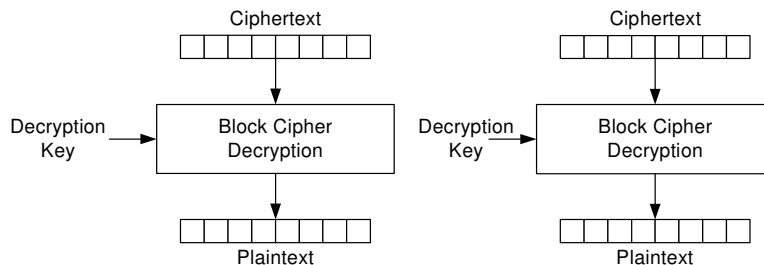 Ciphertext
Decryption
Key
Block Cipher
Decryption
Plaintext
Ciphertext
Decryption
Key
Block Cipher
Decryption
Plaintext